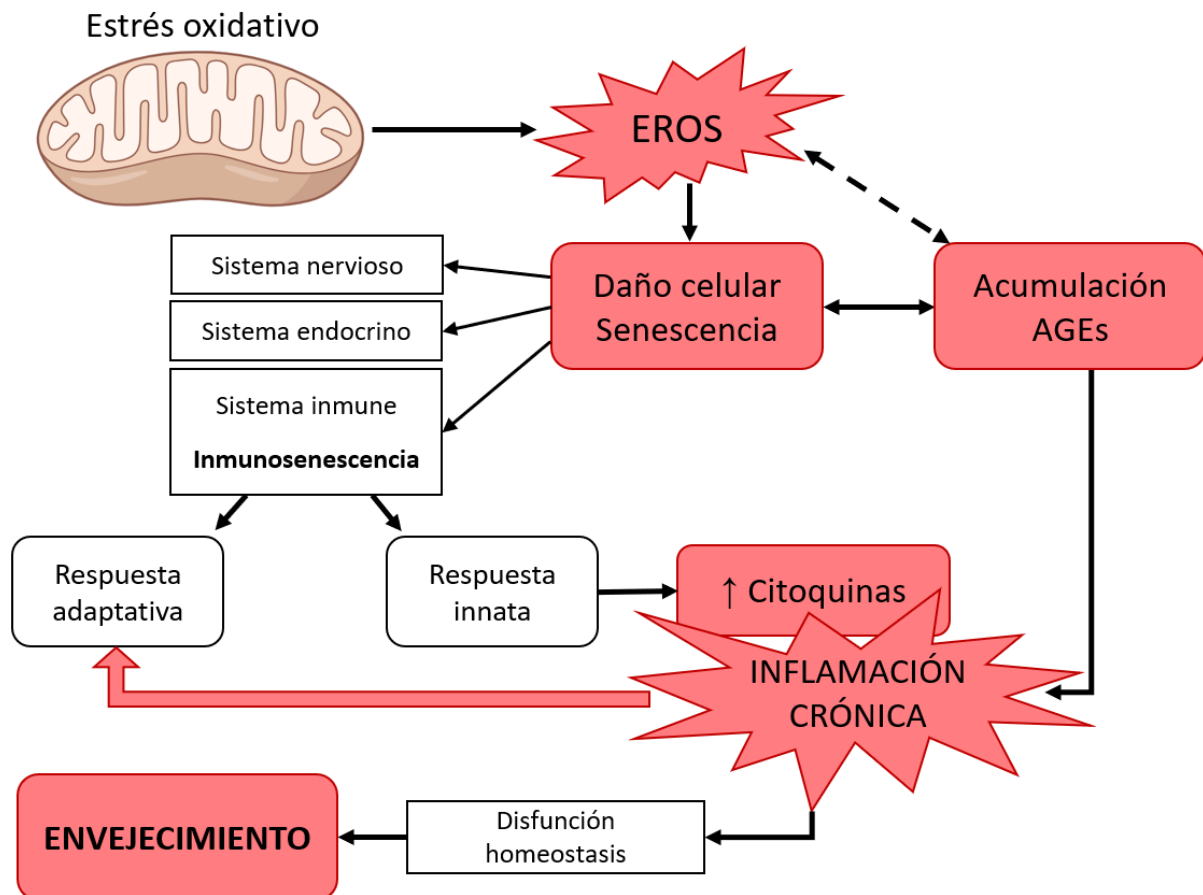 Estrés oxidativo
EROS
Sistema nervioso
Daño celular
Senescencia
Acumulación
AGEs
Sistema endocrino
Sistema inmune
Inmunosenescencia
Respuesta
adaptativa
Respuesta
innata
↑ Citoquinas
INFLAMACIÓN
CRÓNICA
ENVEJECIMIENTO
Disfunción
homeostasis